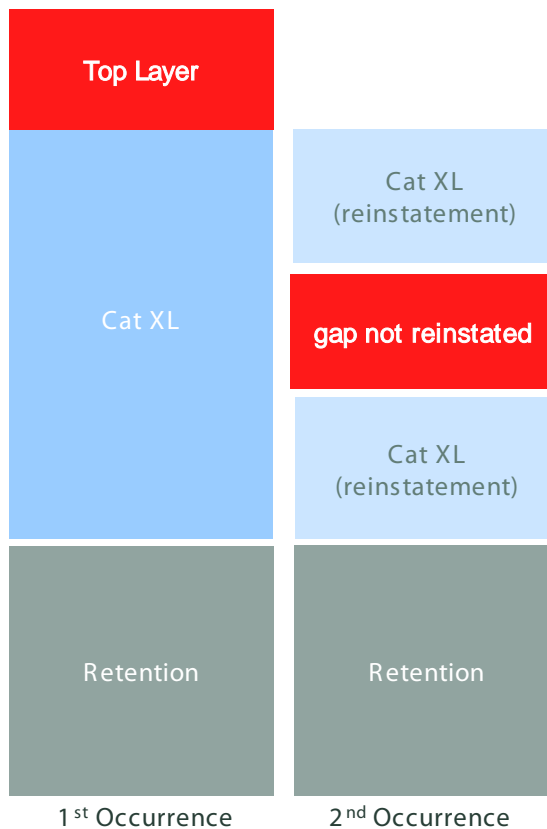 Top Layer
Cat XL
Retention
1st Occurrence
Cat XL
(reinstatement)
gap not reinstated
Cat XL
(reinstatement)
Retention
2nd Occurrence